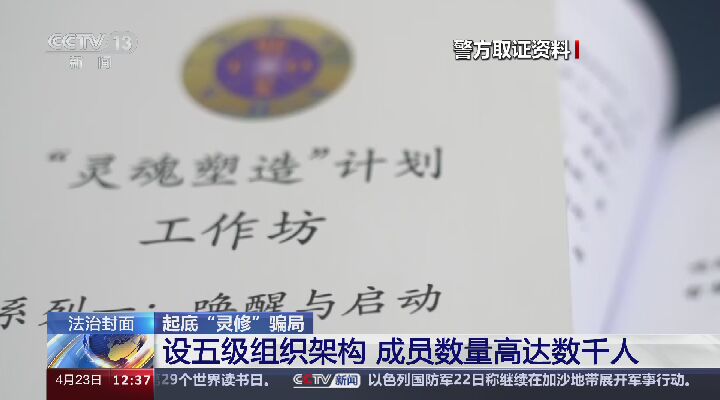 CCTV 13
新闻
警方取证资料
“灵魂塑造”计划
工作坊
系列一：唤醒与启动
法治封面
起底“灵修”骗局
设五级组织架构 成员数量高达数千人
4月23日 12:37 第29个世界读书日。 CCTV 新闻 以色列国防军22日称继续在加沙地带展开军事行动。